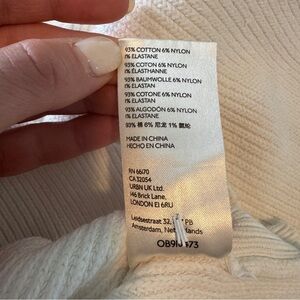 93% COTTON 6% NYLON
1% ELASTANE
93% COTON 6% NYLON
1% ÉLASTHANNE
93% BAUMWOLLE 6% NYLON
1% ELASTAN
93% COTONE 6% NYLON
1% ELASTAN
93% ALGODÓN 6% NYLON
1% ELASTANE
93% 棉 6% 尼龙 1% 氨纶
MADE IN CHINA
HECHO EN CHINA
RN 66170
CA 32054
URBN UK Ltd.
146 Brick Lane,
LONDON E1 6RU
Leidsestraat 32, PB
Amsterdam, Netherlands